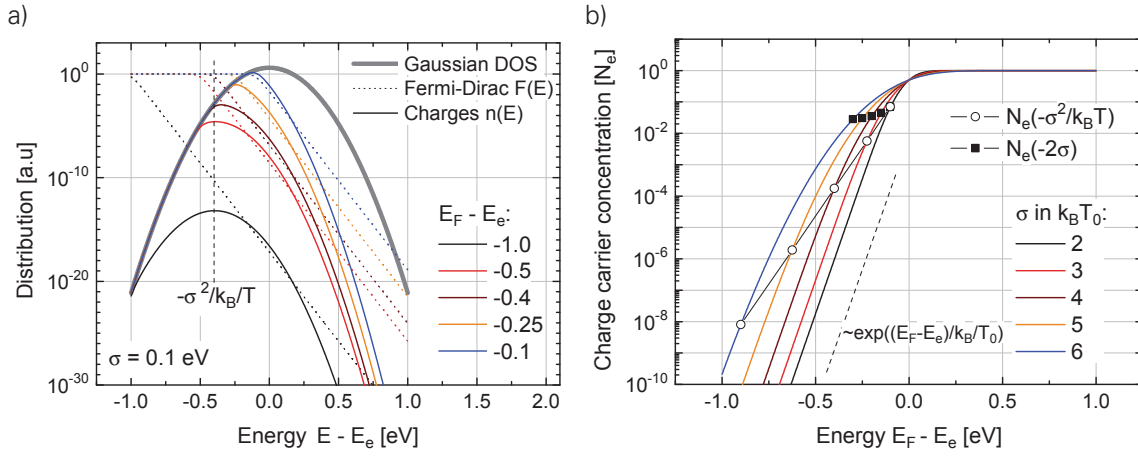 a)
Distribution [a.u]
10^0
10^-10
10^-20
10^-30
Gaussian DOS
Fermi-Dirac F(E)
Charges n(E)
E_F - E_e:
-1.0
-0.5
-0.4
-0.25
-0.1
-σ^2/k_B/T
σ = 0.1 eV
-1.0 -0.5 0.0 0.5 1.0 1.5 2.0
Energy E - E_e [eV]
b)
Charge carrier concentration [N_e]
10^2
10^0
10^-2
10^-4
10^-6
10^-8
10^-10
N_e(-σ^2/k_BT)
N_e(-2σ)
σ in k_BT_0:
2
3
4
5
6
~exp((E_F-E_e)/k_B/T_0)
-1.0 -0.5 0.0 0.5 1.0
Energy E_F - E_e [eV]